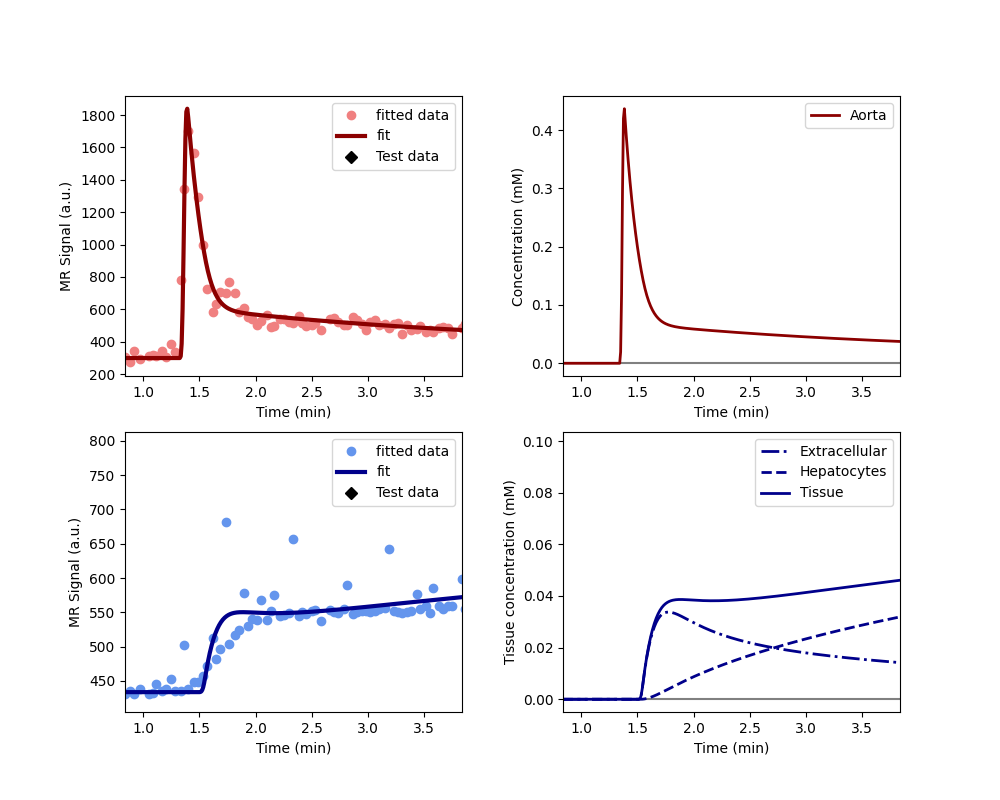 MR Signal (a.u.)
1800
1600
1400
1200
1000
800
600
400
200
fitted data
fit
Test data
1.0 1.5 2.0 2.5 3.0 3.5
Time (min)
Concentration (mM)
0.4
0.3
0.2
0.1
0.0
Aorta
1.0 1.5 2.0 2.5 3.0 3.5
Time (min)
MR Signal (a.u.)
800
750
700
650
600
550
500
450
fitted data
fit
Test data
1.0 1.5 2.0 2.5 3.0 3.5
Time (min)
Tissue concentration (mM)
0.10
0.08
0.06
0.04
0.02
0.00
Extracellular
Hepatocytes
Tissue
1.0 1.5 2.0 2.5 3.0 3.5
Time (min)